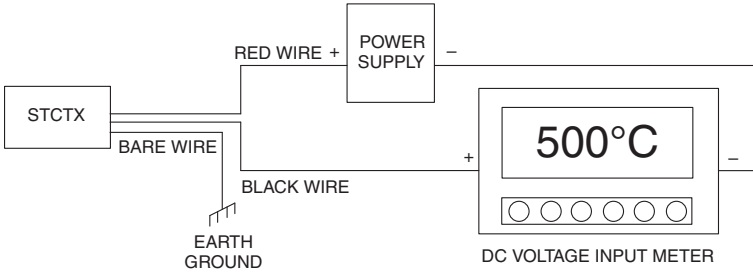 POWER
SUPPLY
RED WIRE +
–
STCTX
BARE WIRE
500°C
+
–
BLACK WIRE
EARTH
GROUND
DC VOLTAGE INPUT METER